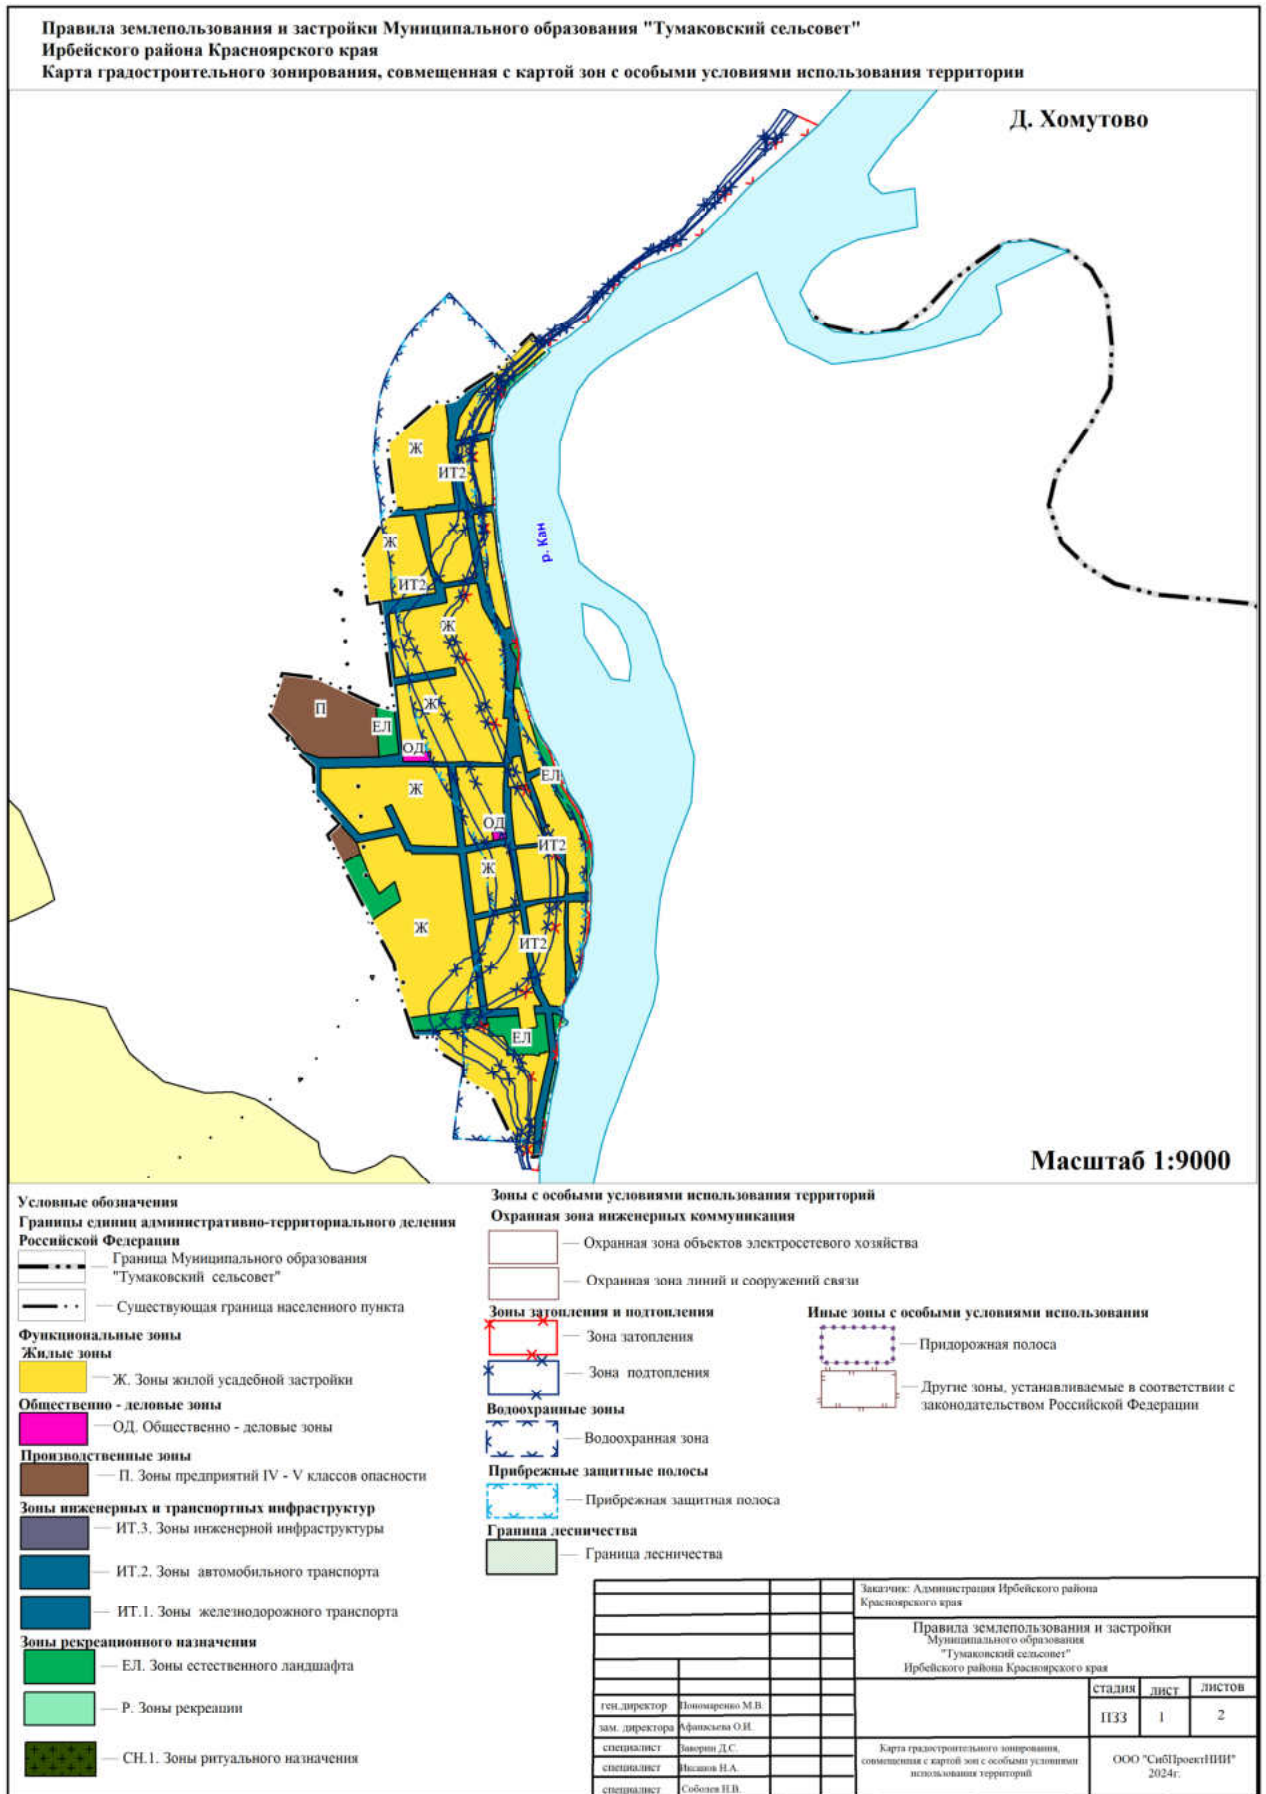 Правила землепользования и застройки Муниципального образования "Тумаковский сельсовет"
Ирбейского района Красноярского края
Карта градостроительного зонирования, совмещенная с картой зон с особыми условиями использования территории
Д. Хомутово
Ж
ИТ2
р. Кан
Ж
ИТ2
Ж
П
ЕЛ
Ж
ОД
Ж
ЕЛ
ОД
ИТ2
Ж
Ж
ИТ2
ЕЛ
Масштаб 1:9000
Условные обозначения
Границы единиц административно-территориального деления
Российской Федерации
Граница Муниципального образования
"Тумаковский сельсовет"
Существующая граница населенного пункта
Функциональные зоны
Жилые зоны
Ж. Зоны жилой усадебной застройки
Общественно - деловые зоны
ОД. Общественно - деловые зоны
Производственные зоны
П. Зоны предприятий IV - V классов опасности
Зоны инженерных и транспортных инфраструктур
ИТ.3. Зоны инженерной инфраструктуры
ИТ.2. Зоны автомобильного транспорта
ИТ.1. Зоны железнодорожного транспорта
Зоны рекреационного назначения
ЕЛ. Зоны естественного ландшафта
Р. Зоны рекреации
СН.1. Зоны ритуального назначения
Зоны с особыми условиями использования территорий
Охранная зона инженерных коммуникация
Охранная зона объектов электросетевого хозяйства
Охранная зона линий и сооружений связи
Зоны затопления и подтопления
Зона затопления
Зона подтопления
Водоохранные зоны
Водоохранная зона
Прибрежные защитные полосы
Прибрежная защитная полоса
Граница лесничества
Граница лесничества
Иные зоны с особыми условиями использования
Придорожная полоса
Другие зоны, устанавливаемые в соответствии с
законодательством Российской Федерации
Заказчик: Администрация Ирбейского района
Красноярского края
Правила землепользования и застройки
Муниципального образования
"Тумаковский сельсовет"
Ирбейского района Красноярского края
стадия лист листов
ПЗЗ 1 2
ген.директор Пономаренко М.В.
зам. директора Афанасьева О.И.
специалист Заворин Д.С.
специалист Н.А.
специалист Соболев Н.В.
Карта градостроительного зонирования,
совмещенная с картой зон с особыми условиями
использования территорий
ООО "СибПроектНИИ"
2024г.